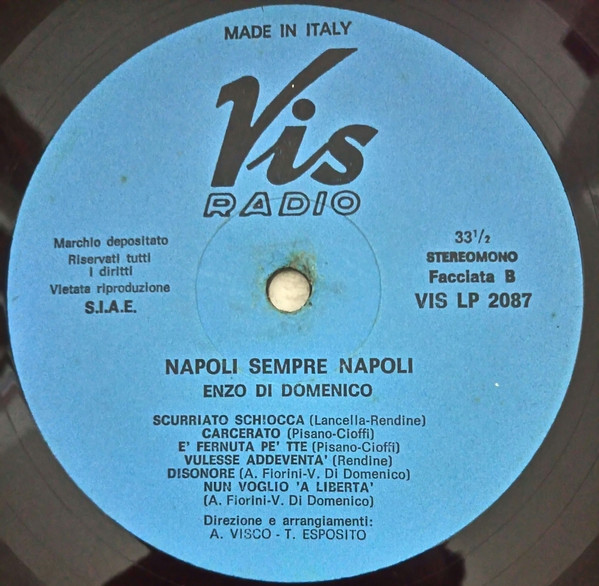 MADE IN ITALY
Vis
RADIO
Marchio depositato
Riservati tutti
i diritti
Vietata riproduzione
S.I.A.E.
33 1/2
STEREOMONO
Facciata B
VIS LP 2087
NAPOLI SEMPRE NAPOLI
ENZO DI DOMENICO
SCURRIATO SCHIOCCA (Lancella-Rendine)
CARCERATO (Pisano-Cioffi)
E' FERNUTA PE' TTE (Pisano-Cioffi)
VULESSE ADDEVENTA' (Rendine)
DISONORE (A. Fiorini-V. Di Domenico)
NUN VOGLIO 'A LIBERTA'
(A. Fiorini-V. Di Domenico)
Direzione e arrangiamenti:
A. VISCO - T. ESPOSITO